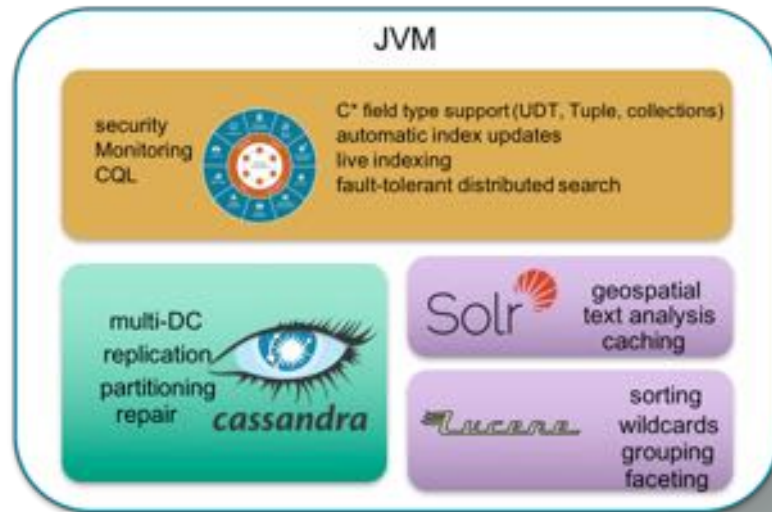 JVM
security
Monitoring
CQL
C* field type support (UDT, Tuple, collections)
automatic index updates
live indexing
fault-tolerant distributed search
multi-DC
replication
partitioning
repair
cassandra
Solr
geospatial
text analysis
caching
Lucene
sorting
wildcards
grouping
faceting